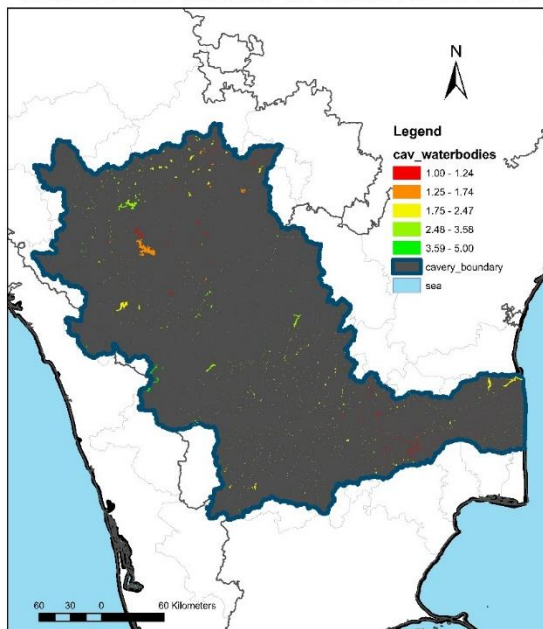 N
Legend
cav_waterbodies
1.00 - 1.24
1.25 - 1.74
1.75 - 2.47
2.48 - 3.58
3.59 - 5.00
cavery_boundary
sea
60 30 0 60 Kilometers